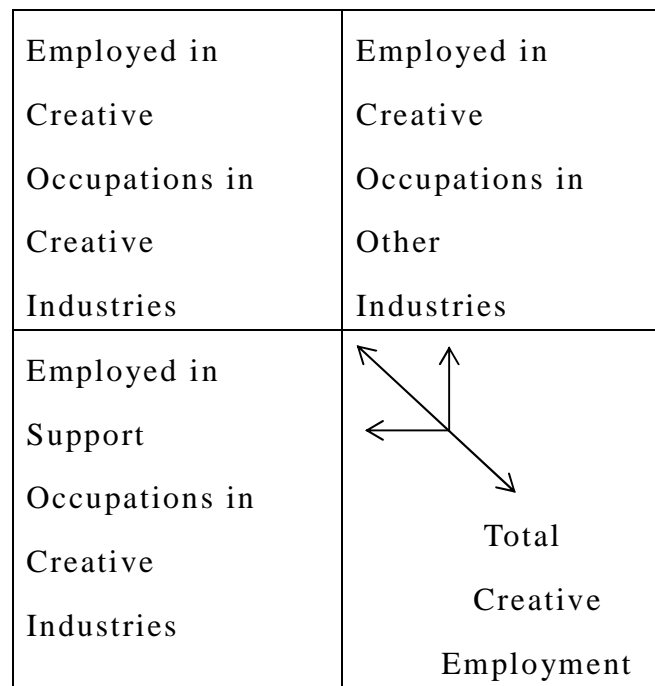 Employed in
Creative
Occupations in
Creative
Industries
Employed in
Creative
Occupations in
Other
Industries
Employed in
Support
Occupations in
Creative
Industries
Total
Creative
Employment